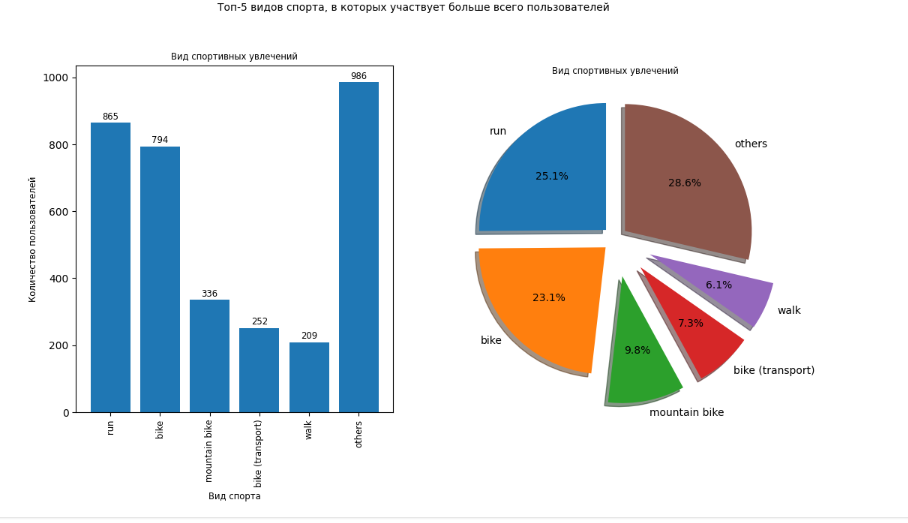 Топ-5 видов спорта, в которых участвует больше всего пользователей
Вид спортивных увлечений
1000
800
600
400
200
0
Количество пользователей
865
794
336
252
209
986
run
bike
mountain bike
bike (transport)
walk
others
Вид спорта
Вид спортивных увлечений
run
25.1%
others
28.6%
bike
23.1%
mountain bike
9.8%
bike (transport)
7.3%
walk
6.1%